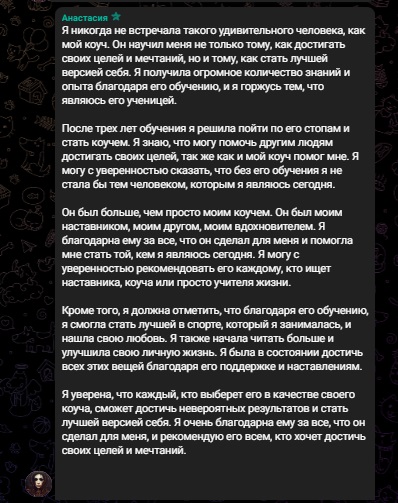 Анастасия
Я никогда не встречала такого удивительного человека, как
мой коуч. Он научил меня не только тому, как достигать
своих целей и мечтаний, но и тому, как стать лучшей
версией себя. Я получила огромное количество знаний и
опыта благодаря его обучению, и я горжусь тем, что
являюсь его ученицей.

После трех лет обучения я решила пойти по его стопам и
стать коучем. Я знаю, что могу помочь другим людям
достигать своих целей, так же как и мой коуч помог мне. Я
могу с уверенностью сказать, что без его обучения я не
стала бы тем человеком, которым я являюсь сегодня.

Он был больше, чем просто моим коучем. Он был моим
наставником, моим другом, моим вдохновителем. Я
благодарна ему за все, что он сделал для меня и помогла
мне стать той, кем я являюсь сегодня. Я могу с
уверенностью рекомендовать его каждому, кто ищет
наставника, коуча или просто учителя жизни.

Кроме того, я должна отметить, что благодаря его обучению,
я смогла стать лучшей в спорте, который я занималась, и
нашла свою любовь. Я также начала читать больше и
улучшила свою личную жизнь. Я была в состоянии достичь
всех этих вещей благодаря его поддержке и наставлениям.

Я уверена, что каждый, кто выберет его в качестве своего
коуча, сможет достичь невероятных результатов и стать
лучшей версией себя. Я очень благодарна ему за все, что он
сделал для меня, и рекомендую его всем, кто хочет достичь
своих целей и мечтаний.